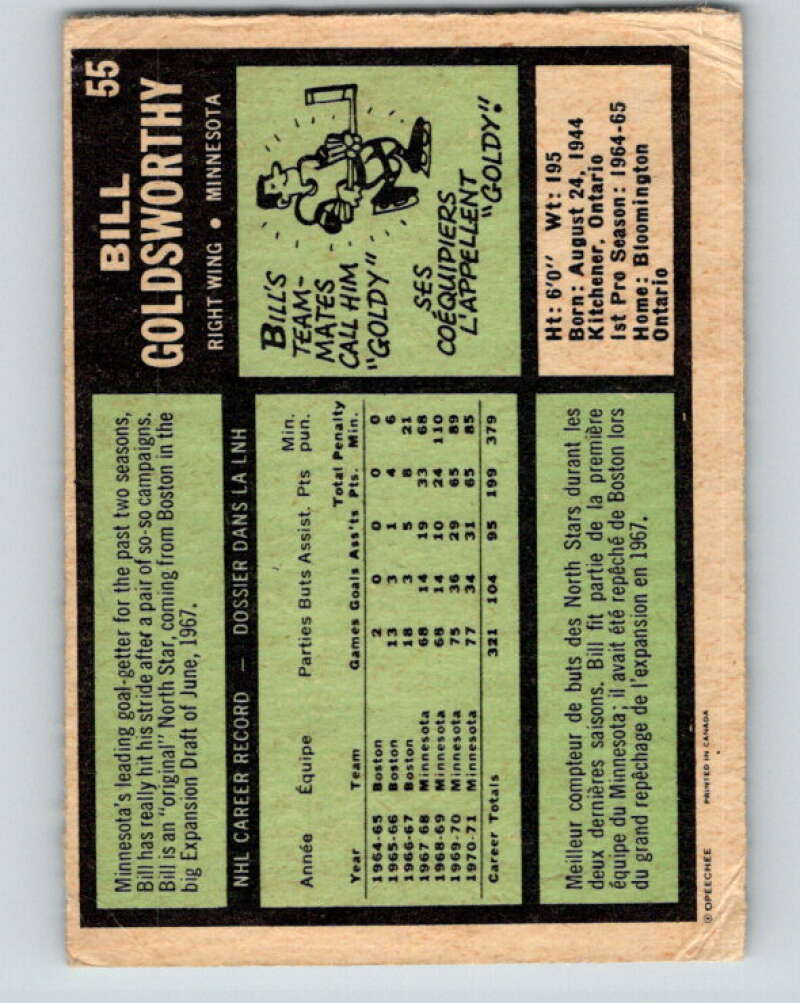 55
BILL
GOLDSWORTHY
RIGHT WING • MINNESOTA
Minnesota's leading goal-getter for the past two seasons,
Bill has really hit his stride after a pair of so-so campaigns.
Bill is an "original" North Star, coming from Boston in the
big Expansion Draft of June, 1967.
BILL'S
TEAM-
MATES
CALL HIM
"GOLDY"
SES
COÉQUIPIERS
L'APPELLENT
"GOLDY".
NHL CAREER RECORD — DOSSIER DANS LA LNH
Année Équipe Parties Buts Assist. Pts Min. pun.
Year Team Games Goals Ass'ts Total Pts. Penalty Min.
1964-65 Boston 2 0 0 0 0
1965-66 Boston 13 3 1 4 6
1966-67 Boston 18 3 5 8 21
1967 68 Minnesota 68 14 19 33 68
1968-69 Minnesota 68 14 10 24 110
1969-70 Minnesota 75 36 29 65 89
1970-71 Minnesota 77 34 31 65 85
Career Totals 321 104 95 199 379
Ht: 6'0" Wt: 195
Born: August 24, 1944
Kitchener, Ontario
1st Pro Season: 1964-65
Home: Bloomington
Ontario
Meilleur compteur de buts des North Stars durant les
deux dernières saisons. Bill fit partie de la première
équipe du Minnesota; il avait été repêché de Boston lors
du grand repêchage de l'expansion en 1967.
© OPEECHEE PRINTED IN CANADA